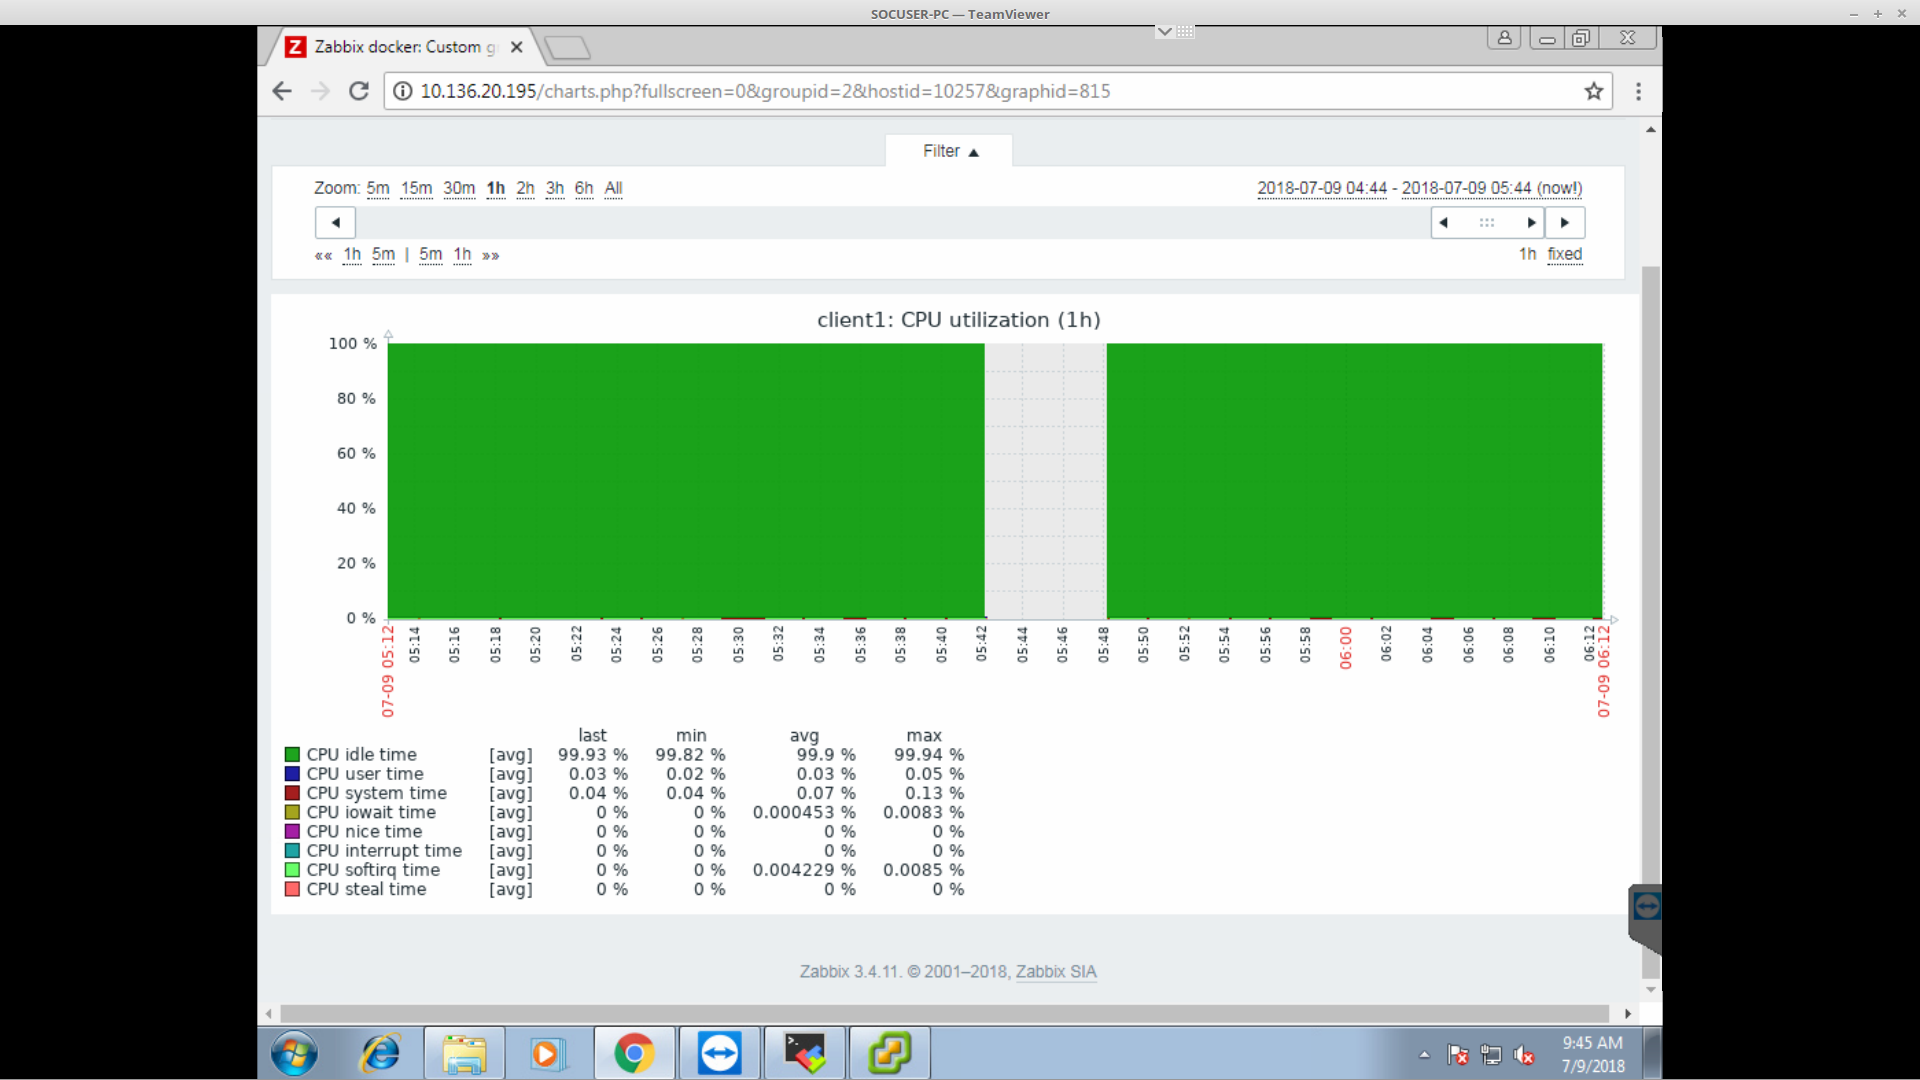 SOCUSER-PC — TeamViewer
Zabbix docker: Custom g
10.136.20.195/charts.php?fullscreen=0&groupid=2&hostid=10257&graphid=815
Filter ▲
Zoom: 5m 15m 30m 1h 2h 3h 6h All
2018-07-09 04:44 - 2018-07-09 05:44 (now!)
«« 1h 5m | 5m 1h »»
1h fixed
client1: CPU utilization (1h)
100 %
80 %
60 %
40 %
20 %
0 %
07-09 05:12 05:14 05:16 05:18 05:20 05:22 05:24 05:26 05:28 05:30 05:32 05:34 05:36 05:38 05:40 05:42 05:44 05:46 05:48 05:50 05:52 05:54 05:56 05:58 06:00 06:02 06:04 06:06 06:08 06:10 06:12 07-09 06:12
last min avg max
CPU idle time [avg] 99.93 % 99.82 % 99.9 % 99.94 %
CPU user time [avg] 0.03 % 0.02 % 0.03 % 0.05 %
CPU system time [avg] 0.04 % 0.04 % 0.07 % 0.13 %
CPU iowait time [avg] 0 % 0 % 0.000453 % 0.0083 %
CPU nice time [avg] 0 % 0 % 0 % 0 %
CPU interrupt time [avg] 0 % 0 % 0 % 0 %
CPU softirq time [avg] 0 % 0 % 0.004229 % 0.0085 %
CPU steal time [avg] 0 % 0 % 0 % 0 %
Zabbix 3.4.11. © 2001–2018, Zabbix SIA
9:45 AM
7/9/2018